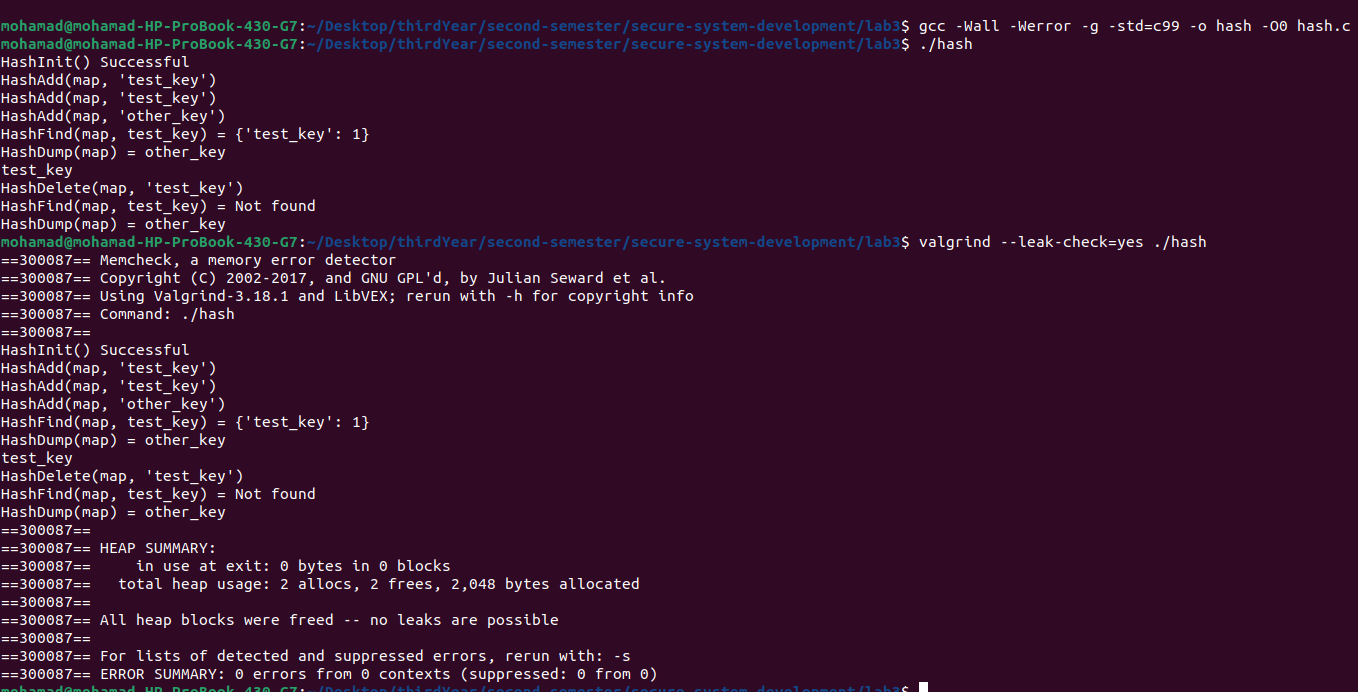 mohamad@mohamad-HP-ProBook-430-G7:~/Desktop/thirdYear/second-semester/secure-system-development/lab3$ gcc -Wall -Werror -g -std=c99 -o hash -O0 hash.c
mohamad@mohamad-HP-ProBook-430-G7:~/Desktop/thirdYear/second-semester/secure-system-development/lab3$ ./hash
HashInit() Successful
HashAdd(map, 'test_key')
HashAdd(map, 'test_key')
HashAdd(map, 'other_key')
HashFind(map, test_key) = {'test_key': 1}
HashDump(map) = other_key
test_key
HashDelete(map, 'test_key')
HashFind(map, test_key) = Not found
HashDump(map) = other_key
mohamad@mohamad-HP-ProBook-430-G7:~/Desktop/thirdYear/second-semester/secure-system-development/lab3$ valgrind --leak-check=yes ./hash
==300087== Memcheck, a memory error detector
==300087== Copyright (C) 2002-2017, and GNU GPL'd, by Julian Seward et al.
==300087== Using Valgrind-3.18.1 and LibVEX; rerun with -h for copyright info
==300087== Command: ./hash
==300087==
HashInit() Successful
HashAdd(map, 'test_key')
HashAdd(map, 'test_key')
HashAdd(map, 'other_key')
HashFind(map, test_key) = {'test_key': 1}
HashDump(map) = other_key
test_key
HashDelete(map, 'test_key')
HashFind(map, test_key) = Not found
HashDump(map) = other_key
==300087==
==300087== HEAP SUMMARY:
==300087==     in use at exit: 0 bytes in 0 blocks
==300087==   total heap usage: 2 allocs, 2 frees, 2,048 bytes allocated
==300087==
==300087== All heap blocks were freed -- no leaks are possible
==300087==
==300087== For lists of detected and suppressed errors, rerun with: -s
==300087== ERROR SUMMARY: 0 errors from 0 contexts (suppressed: 0 from 0)
mohamad@mohamad-HP-ProBook-430-G7:~/Desktop/thirdYear/second-semester/secure-system-development/lab3$